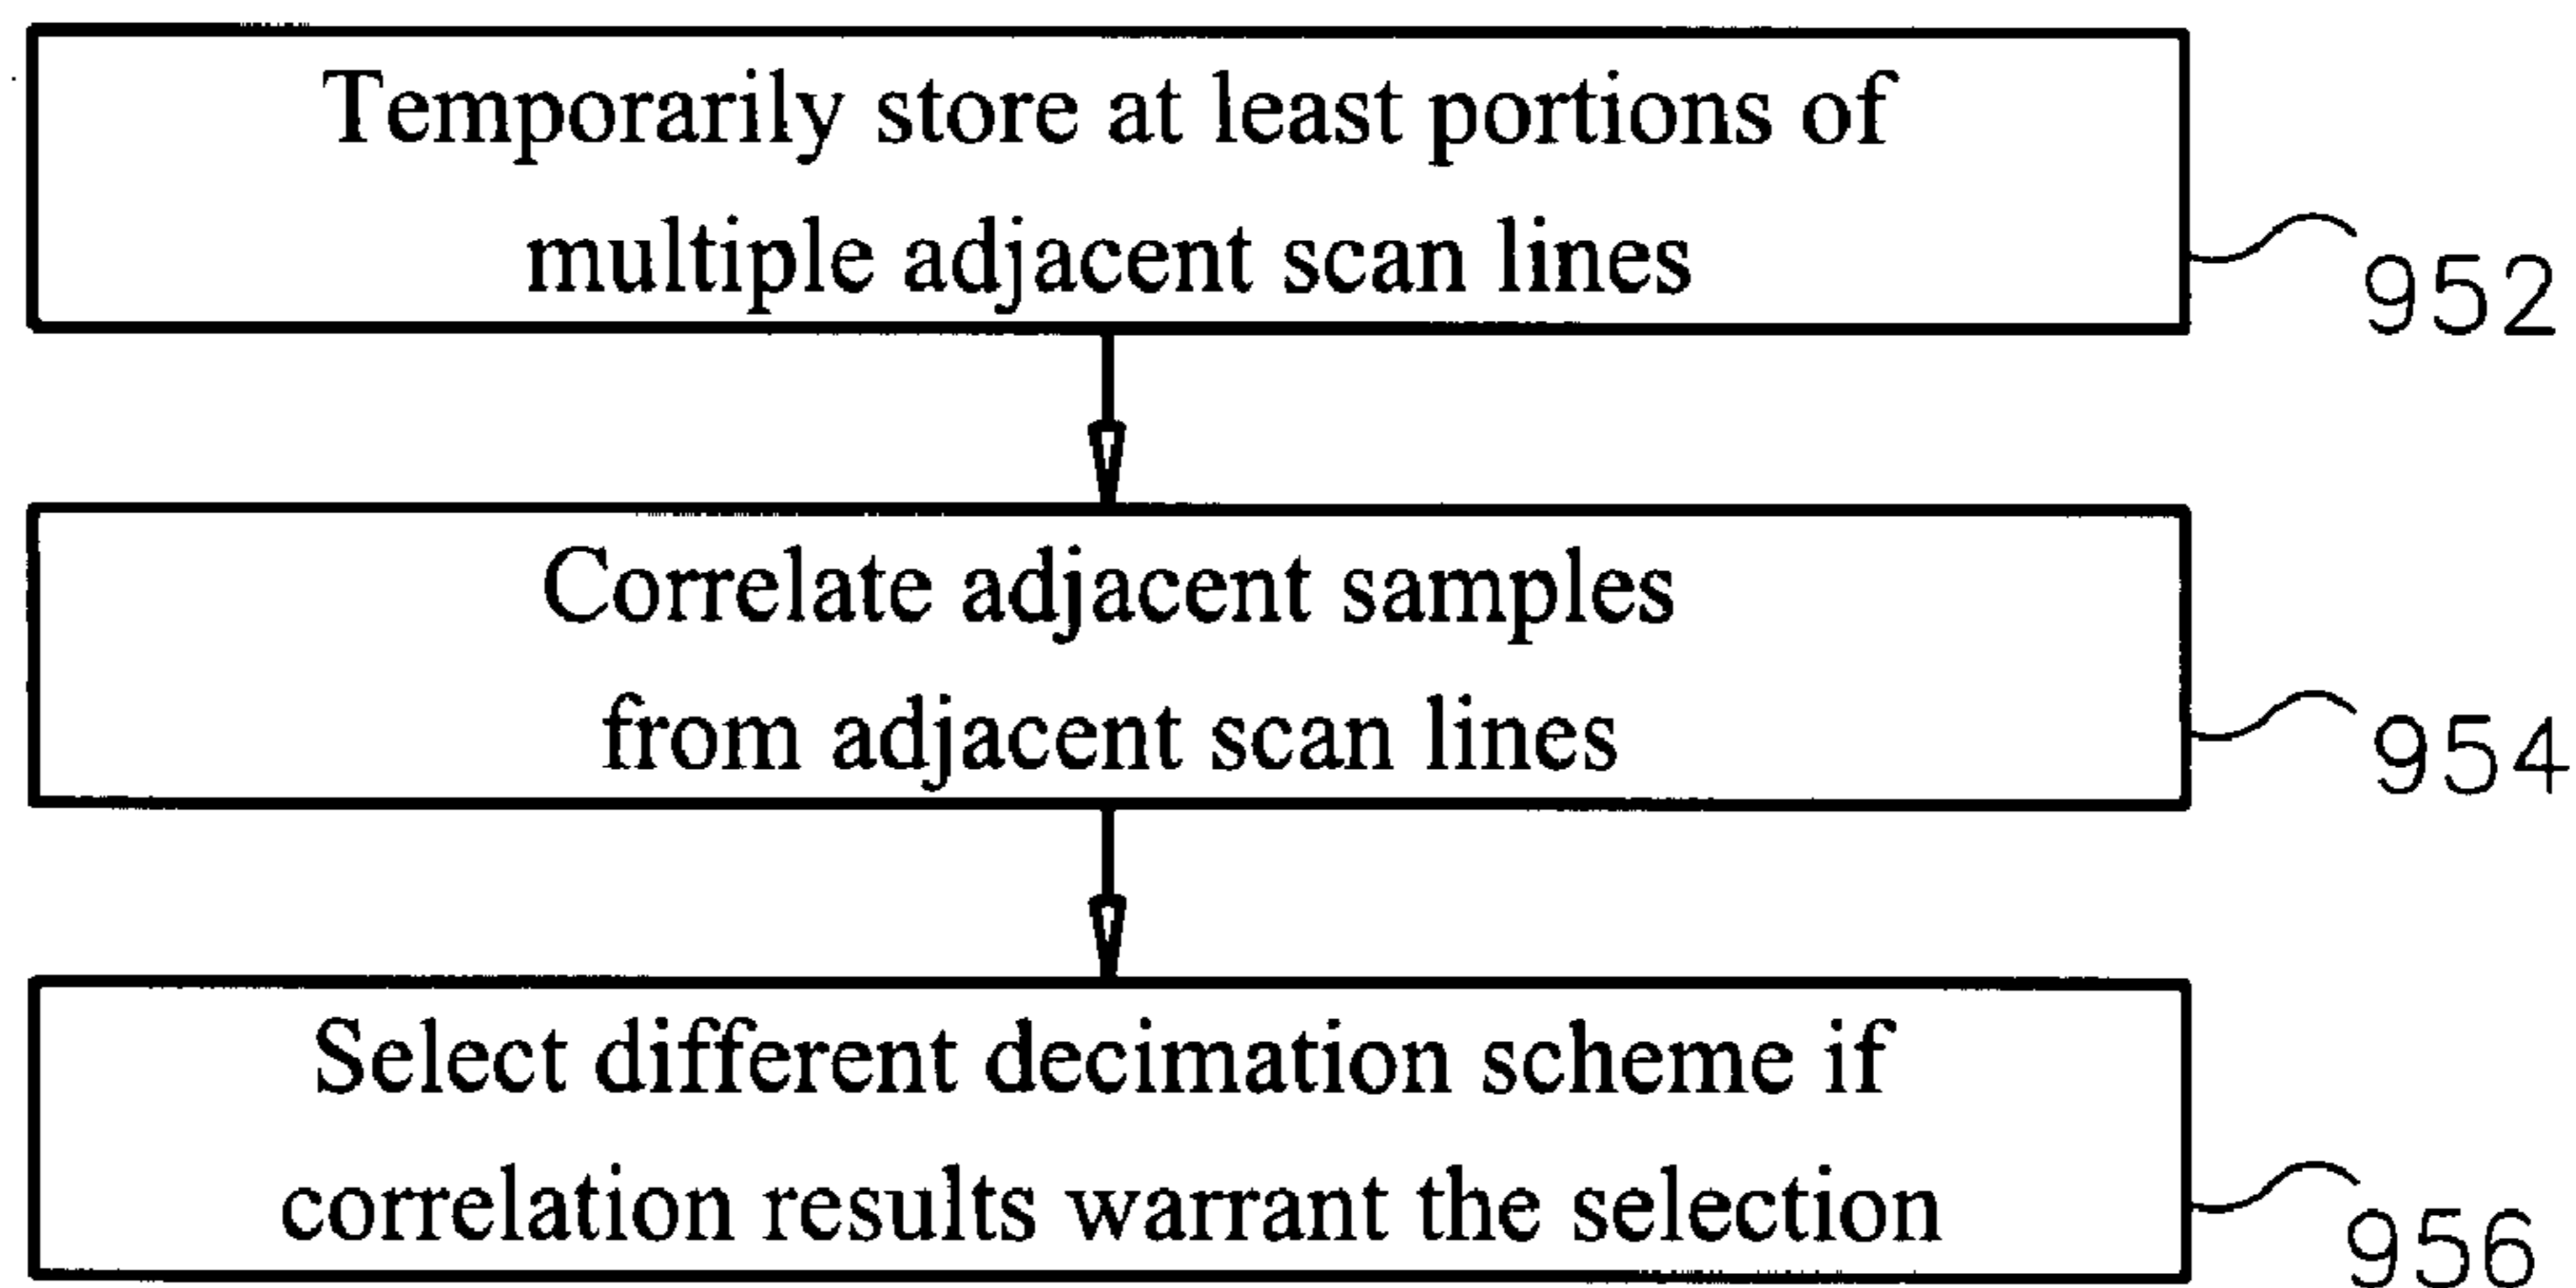 Temporarily store at least portions of
multiple adjacent scan lines
952
Correlate adjacent samples
from adjacent scan lines
954
Select different decimation scheme if
correlation results warrant the selection
956